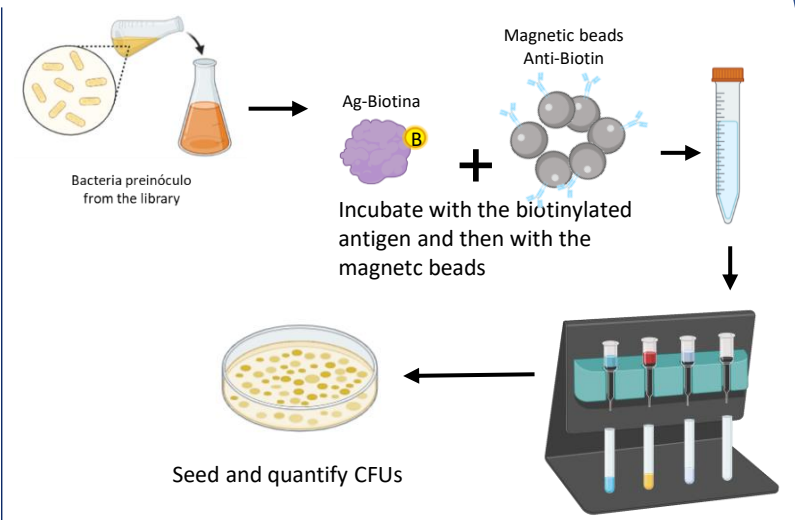 Bacteria preinóculo
from the library
Ag-Biotina
B
Magnetic beads
Anti-Biotin
Incubate with the biotinylated
antigen and then with the
magnetc beads
Seed and quantify CFUs